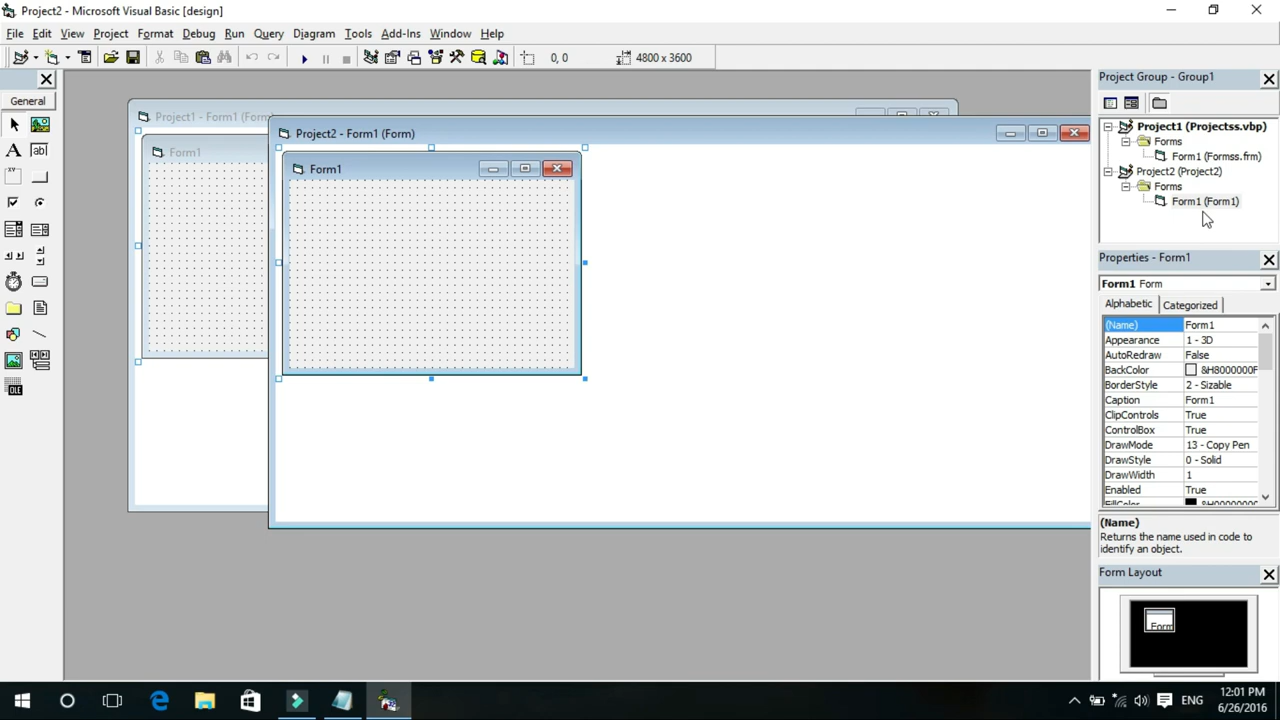 Project2 - Microsoft Visual Basic [design]
File Edit View Project Format Debug Run Query Diagram Tools Add-Ins Window Help
0, 0 4800 x 3600
General
A ab|
XY
OLE
Project1 - Form1 (Form)
Form1
Project2 - Form1 (Form)
Form1
Project Group - Group1
Project1 (Projectss.vbp)
Forms
Form1 (Formss.frm)
Project2 (Project2)
Forms
Form1 (Form1)
Properties - Form1
Form1 Form
Alphabetic Categorized
(Name) Form1
Appearance 1 - 3D
AutoRedraw False
BackColor &H8000000F
BorderStyle 2 - Sizable
Caption Form1
ClipControls True
ControlBox True
DrawMode 13 - Copy Pen
DrawStyle 0 - Solid
DrawWidth 1
Enabled True
FillColor &H00000000
(Name)
Returns the name used in code to
identify an object.
Form Layout
Form
ENG
12:01 PM
6/26/2016